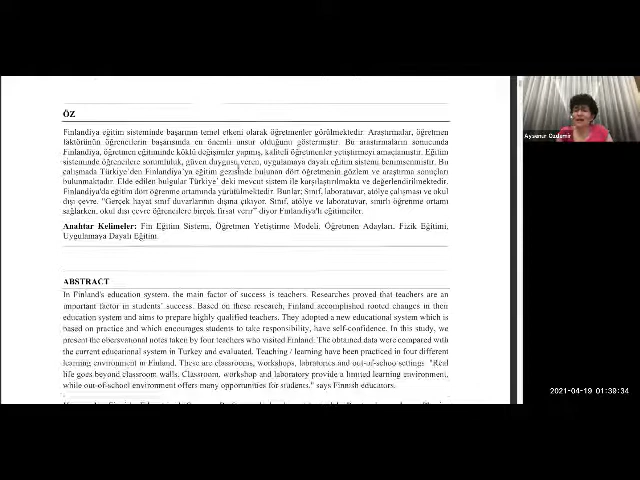 ÖZ
Finlandiya eğitim sisteminde başarının temel etkeni olarak öğretmenler görülmektedir. Araştırmalar, öğretmen
faktörünün öğrencilerin başarısında en önemli unsur olduğunu göstermiştir. Bu araştırmaların sonucunda
Finlandiya, öğretmen eğitiminde köklü değişimler yapmış, kaliteli öğretmenler yetiştirmeyi amaçlamıştır. Eğitim
sisteminde öğrencilere sorumluluk, güven duygusu veren, uygulamaya dayalı eğitim sistemi benimsenmiştir. Bu
çalışmada Türkiye'den Finlandiya'ya eğitim gezisinde bulunan dört öğretmenin gözlem ve araştırma sonuçları
bulunmaktadır. Elde edilen bulgular Türkiye' deki mevcut sistem ile karşılaştırılmakta ve değerlendirilmektedir.
Finlandiya'da eğitim dört öğrenme ortamında yürütülmektedir. Bunlar; Sınıf, laboratuvar, atölye çalışması ve okul
dışı çevre. "Gerçek hayat sınıf duvarlarının dışına çıkıyor. Sınıf, atölye ve laboratuvar, sınırlı öğrenme ortamı
sağlarken, okul dışı çevre öğrencilere birçok fırsat verir" diyor Finlandiya'lı eğitimciler.
Anahtar Kelimeler: Fin Eğitim Sistemi, Öğretmen Yetiştirme Modeli, Öğretmen Adayları, Fizik Eğitimi,
Uygulamaya Dayalı Eğitim.
ABSTRACT
In Finland's education system, the main factor of success is teachers. Researches proved that teachers are an
important factor in students' success. Based on these research, Finland accomplished rooted changes in their
education system and aims to prepare highly qualified teachers. They adopted a new educational system which is
based on practice and which encourages students to take responsibility, have self-confidence. In this study, we
present the obersvational notes taken by four teachers who visited Finland. The obtained data were compared with
the current educational system in Turkey and evaluated. Teaching / learning have been practiced in four different
learning environment in Finland. These are classrooms, workshops, laboratories and out-of-school settings. "Real
life goes beyond classroom walls. Classroom, workshop and laboratory provide a limited learning environment,
while out-of-school environment offers many opportunities for students." says Finnish educators.
Aysenur Ozdemir
2021-04-19 01:39:34